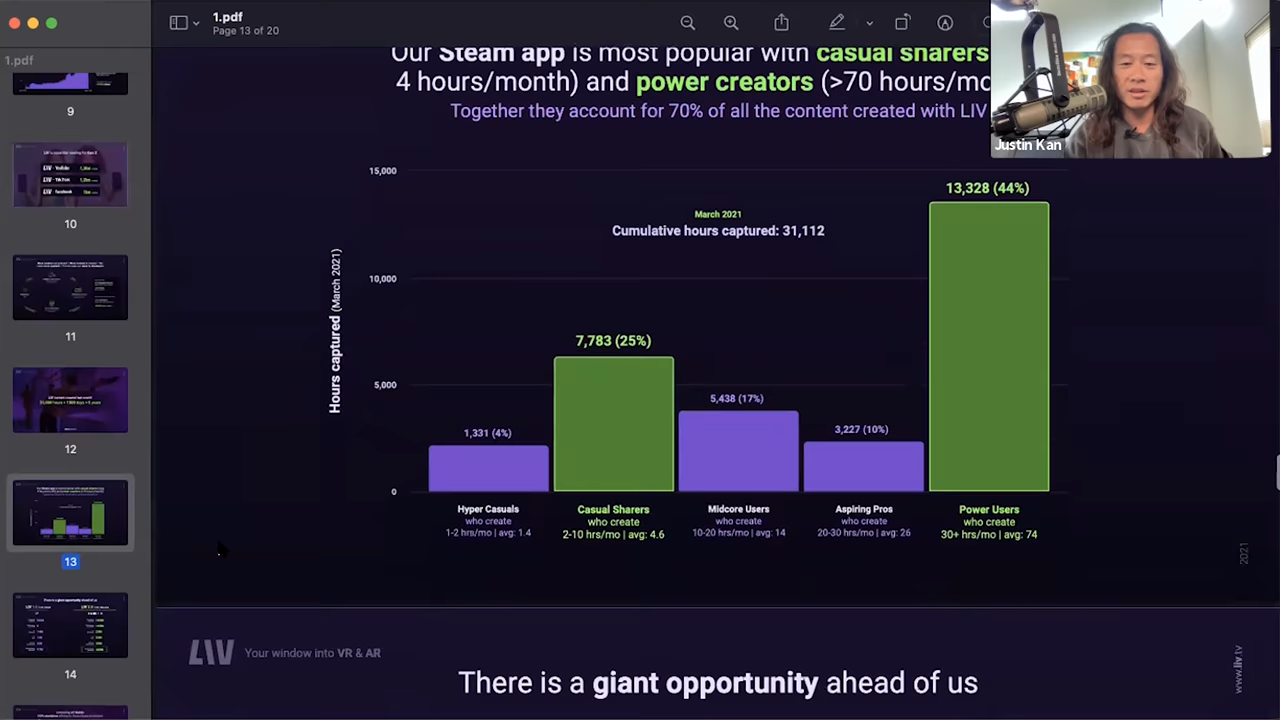 1.pdf
Page 13 of 20
1.pdf
9
10
11
12
13
14
Our Steam app is most popular with casual sharers
4 hours/month) and power creators (>70 hours/mo
Together they account for 70% of all the content created with LIV
Justin Kan
15,000
10,000
5,000
0
Hours captured (March 2021)
March 2021
Cumulative hours captured: 31,112
1,331 (4%)
7,783 (25%)
5,438 (17%)
3,227 (10%)
13,328 (44%)
Hyper Casuals
who create
1-2 hrs/mo | avg: 1.4
Casual Sharers
who create
2-10 hrs/mo | avg: 4.6
Midcore Users
who create
10-20 hrs/mo | avg: 14
Aspiring Pros
who create
20-30 hrs/mo | avg: 26
Power Users
who create
30+ hrs/mo | avg: 74
2021
LIV Your window into VR & AR
There is a giant opportunity ahead of us
www.liv.tv